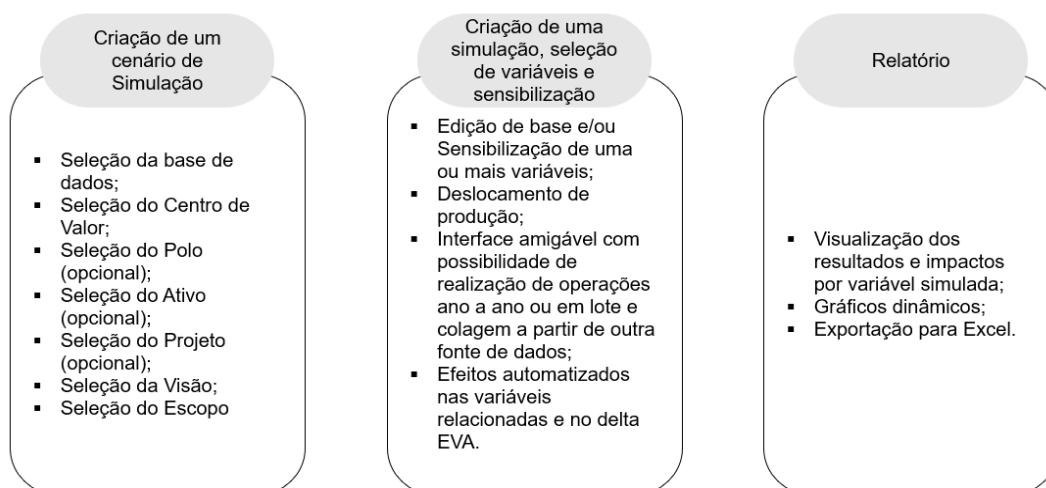 Criação de um
cenário de
Simulação
▪ Seleção da base de
dados;
▪ Seleção do Centro de
Valor;
▪ Seleção do Polo
(opcional);
▪ Seleção do Ativo
(opcional);
▪ Seleção do Projeto
(opcional);
▪ Seleção da Visão;
▪ Seleção do Escopo
Criação de uma
simulação, seleção
de variáveis e
sensibilização
▪ Edição de base e/ou
Sensibilização de uma
ou mais variáveis;
▪ Deslocamento de
produção;
▪ Interface amigável com
possibilidade de
realização de operações
ano a ano ou em lote e
colagem a partir de outra
fonte de dados;
▪ Efeitos automatizados
nas variáveis
relacionadas e no delta
EVA.
Relatório
▪ Visualização dos
resultados e impactos
por variável simulada;
▪ Gráficos dinâmicos;
▪ Exportação para Excel.